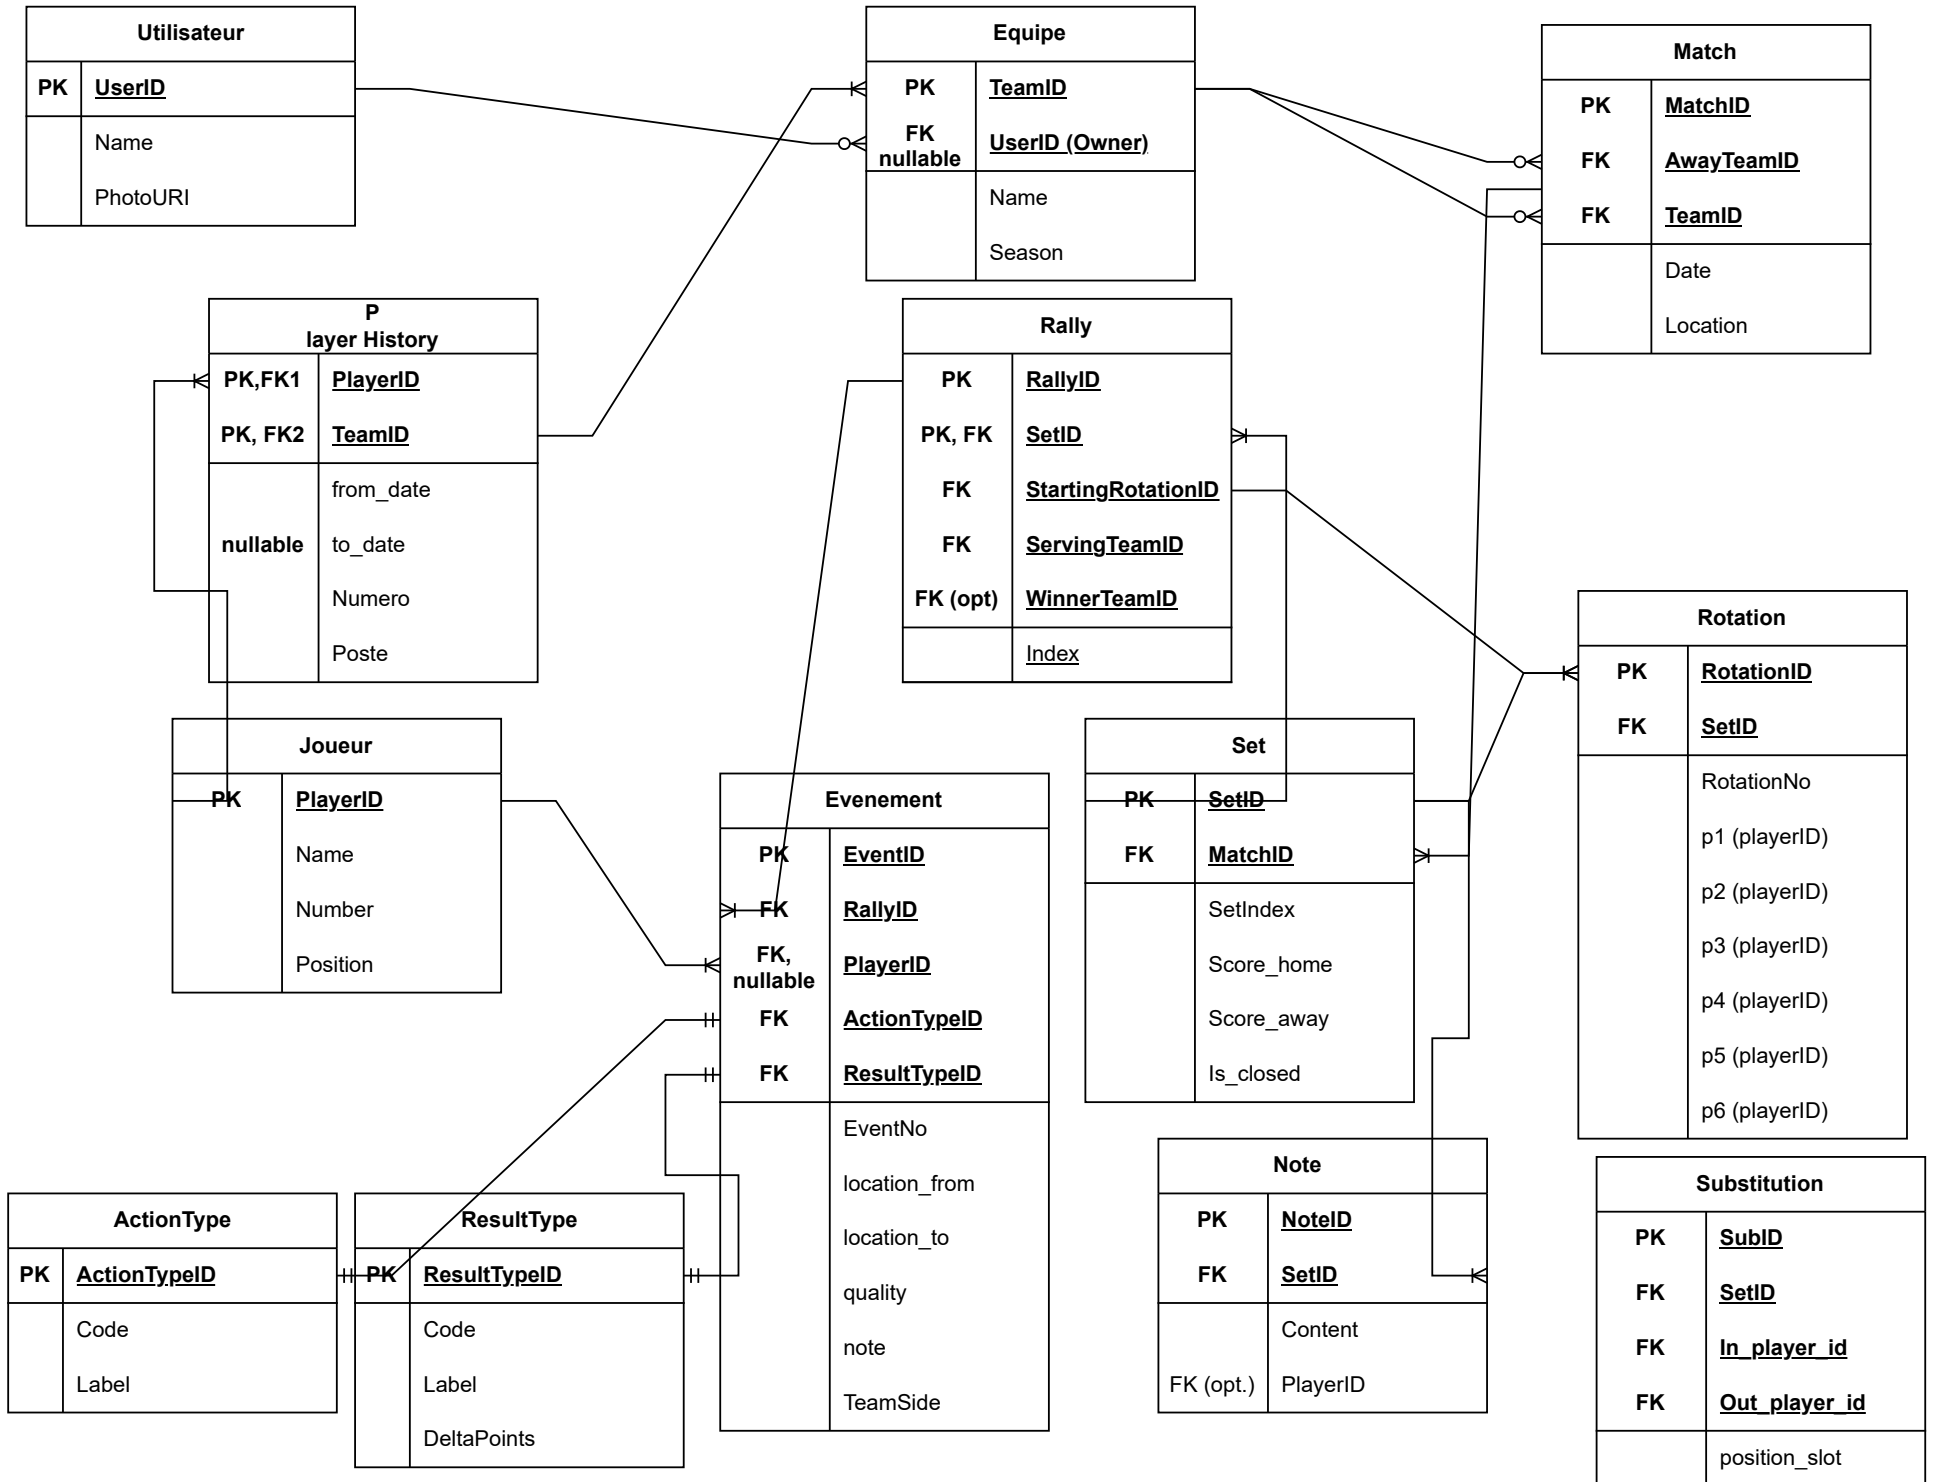 Utilisateur
PK UserID
Name
PhotoURI
Equipe
PK TeamID
FK
nullable UserID (Owner)
Name
Season
Match
PK MatchID
FK AwayTeamID
FK TeamID
Date
Location
P
layer History
PK,FK1 PlayerID
PK, FK2 TeamID
from_date
nullable to_date
Numero
Poste
Rally
PK RallyID
PK, FK SetID
FK StartingRotationID
FK ServingTeamID
FK (opt) WinnerTeamID
Index
Rotation
PK RotationID
FK SetID
RotationNo
p1 (playerID)
p2 (playerID)
p3 (playerID)
p4 (playerID)
p5 (playerID)
p6 (playerID)
Joueur
PK PlayerID
Name
Number
Position
Evenement
PK EventID
FK RallyID
FK,
nullable PlayerID
FK ActionTypeID
FK ResultTypeID
EventNo
location_from
location_to
quality
note
TeamSide
Set
PK SetID
FK MatchID
SetIndex
Score_home
Score_away
Is_closed
Note
PK NoteID
FK SetID
Content
FK (opt.) PlayerID
Substitution
PK SubID
FK SetID
FK In_player_id
FK Out_player_id
position_slot
ActionType
PK ActionTypeID
Code
Label
ResultType
PK ResultTypeID
Code
Label
DeltaPoints